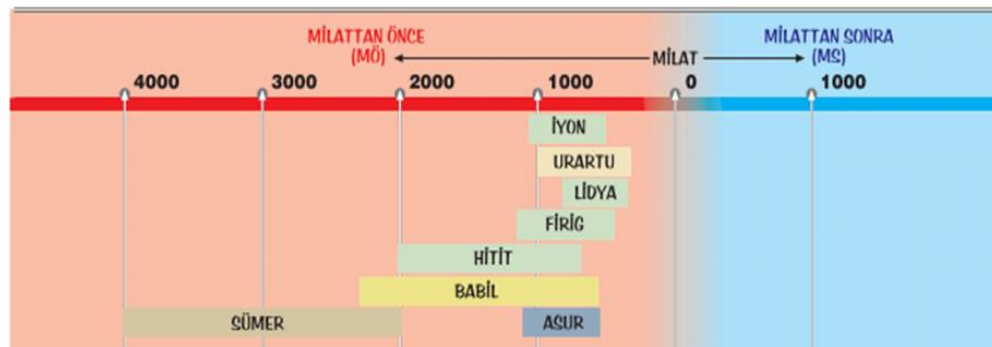 MİLATTAN ÖNCE
(MÖ)
MİLAT
MİLATTAN SONRA
(MS)
4000 3000 2000 1000 0 1000
İYON
URARTU
LİDYA
FİRİG
HİTİT
BABİL
SÜMER
ASUR